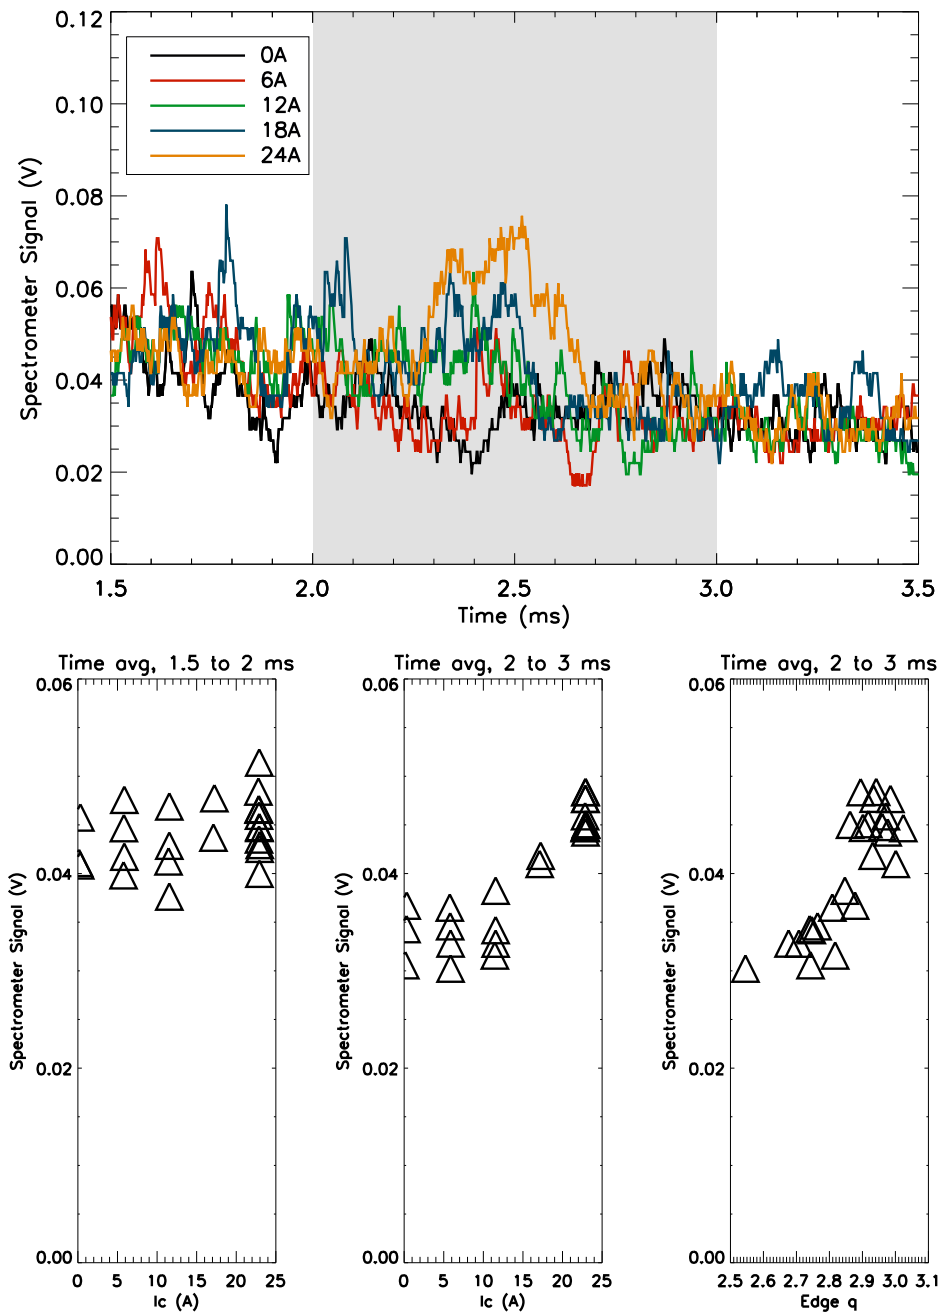 0.12
0.10
0.08
0.06
0.04
0.02
0.00
Spectrometer Signal (V)
0A
6A
12A
18A
24A
1.5 2.0 2.5 3.0 3.5
Time (ms)
Time avg, 1.5 to 2 ms
0.06
0.04
0.02
0.00
Spectrometer Signal (V)
0 5 10 15 20 25
Ic (A)
Time avg, 2 to 3 ms
0.06
0.04
0.02
0.00
Spectrometer Signal (V)
0 5 10 15 20 25
Ic (A)
Time avg, 2 to 3 ms
0.06
0.04
0.02
0.00
Spectrometer Signal (V)
2.5 2.6 2.7 2.8 2.9 3.0 3.1
Edge q